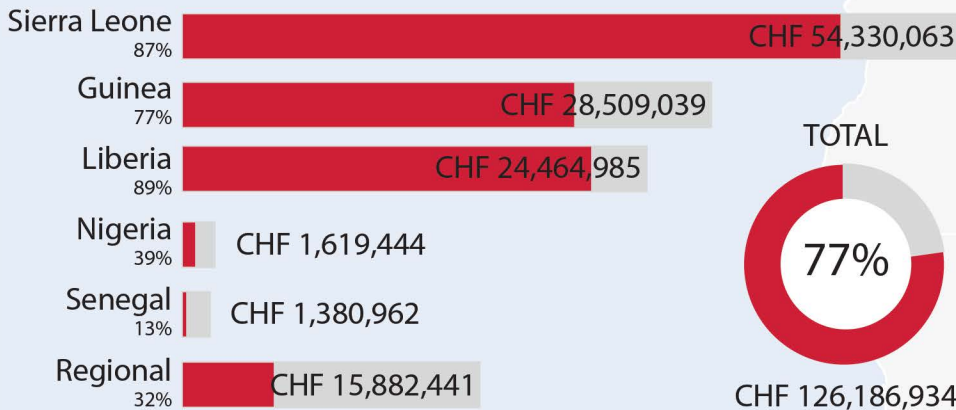 Sierra Leone
87%
CHF 54,330,063
Guinea
77%
CHF 28,509,039
Liberia
89%
CHF 24,464,985
Nigeria
39%
CHF 1,619,444
Senegal
13%
CHF 1,380,962
Regional
32%
CHF 15,882,441
TOTAL
77%
CHF 126,186,934